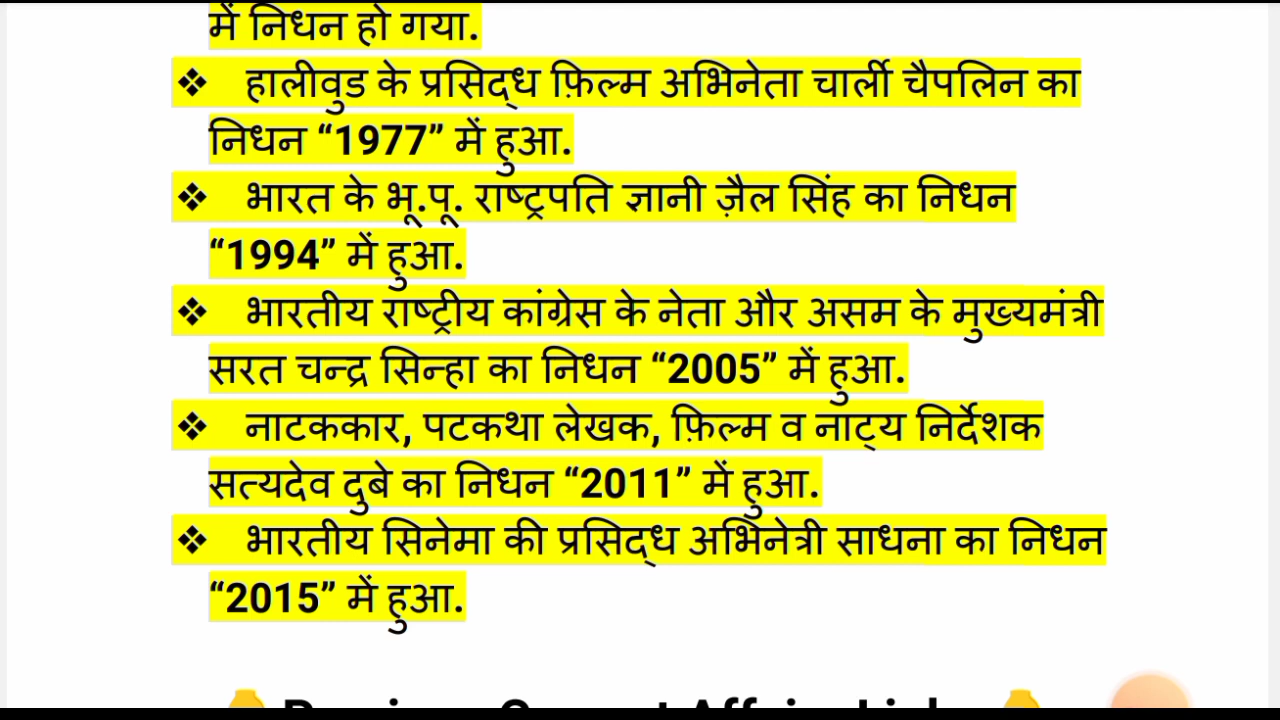 में निधन हो गया.
❖ हालीवुड के प्रसिद्ध फ़िल्म अभिनेता चार्ली चैपलिन का
निधन “1977” में हुआ.
❖ भारत के भू.पू. राष्ट्रपति ज्ञानी ज़ैल सिंह का निधन
“1994” में हुआ.
❖ भारतीय राष्ट्रीय कांग्रेस के नेता और असम के मुख्यमंत्री
सरत चन्द्र सिन्हा का निधन “2005” में हुआ.
❖ नाटककार, पटकथा लेखक, फ़िल्म व नाट्य निर्देशक
सत्यदेव दुबे का निधन “2011” में हुआ.
❖ भारतीय सिनेमा की प्रसिद्ध अभिनेत्री साधना का निधन
“2015” में हुआ.